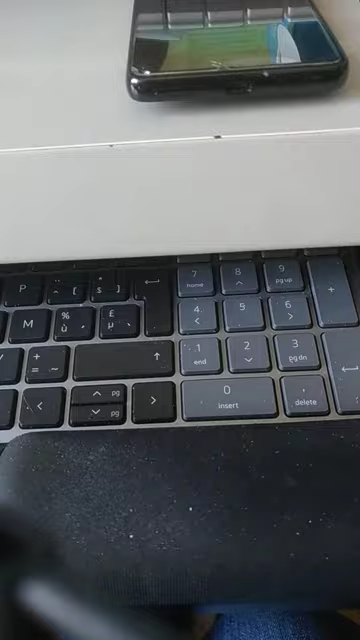 P ¨ ^ [ * $ ] 7 8 9
home ^ pg up +
M % ù £ µ 4 6
< >
+ = ~ ↑ 1 2 3
end pg dn
< ^ pg > 0 .
pg insert delete